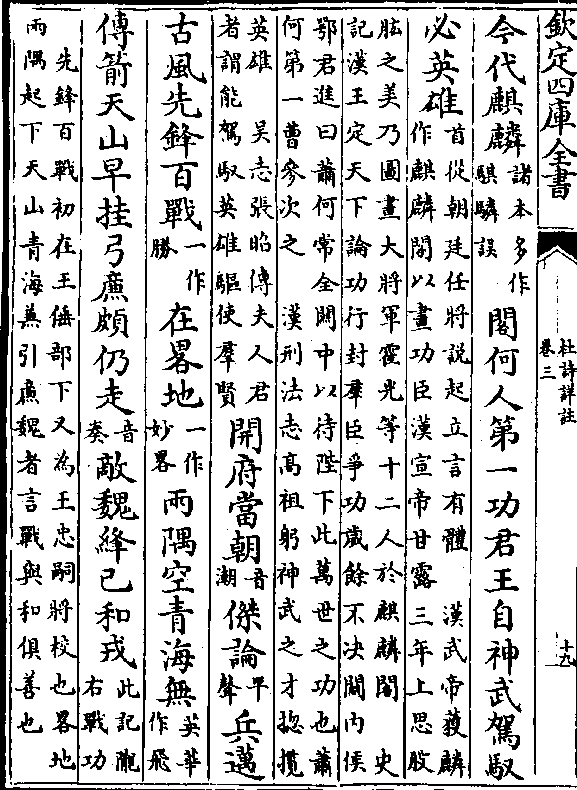 欽定四庫全書
杜詩詳註
卷三
十九
今代麒麟諸本多作騏驎誤閣何人第一功君王自神武駕馭
必英雄首從朝廷任將説起立言有體 漢武帝獲麟作麒麟閣以畫功臣漢宣帝甘露三年上思股
肱之美乃圖畫大將軍霍光等十二人於麒麟閣 史記漢王定天下論功行封羣臣爭功歲餘不決關内侯
鄂君進曰蕭何常全關中以待陛下此萬世之功也蕭何第一曹參次之 漢刑法志髙祖躬神武之才揔攬
英雄 吴志張昭傳夫人君者謂能駕馭英雄驅使羣賢開府當朝音潮傑論平聲兵邁
古風先鋒百戰一作勝在畧地一作妙畧兩隅空青海無英華作飛
傳箭天山早挂弓亷頗仍走音奏敵魏絳已和戎此記隴右戰功
先鋒百戰初在王倕部下又為王忠嗣將校也畧地兩隅起下天山青海兼引亷魏者言戰與和俱善也